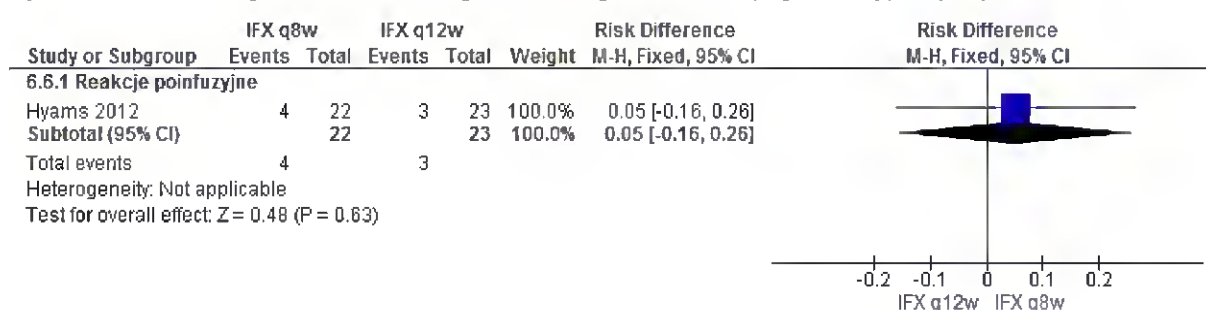 IFX q8w IFX q12w Risk Difference Risk Difference
Study or Subgroup Events Total Events Total Weight M-H, Fixed, 95% CI M-H, Fixed, 95% CI
6.6.1 Reakcje poinfuzyjne
Hyams 2012 4 22 3 23 100.0% 0.05 [-0.16, 0.26]
Subtotal (95% CI) 22 23 100.0% 0.05 [-0.16, 0.26]
Total events 4 3
Heterogeneity: Not applicable
Test for overall effect: Z = 0.48 (P = 0.63)
-0.2 -0.1 0 0.1 0.2
IFX q12w IFX q8w